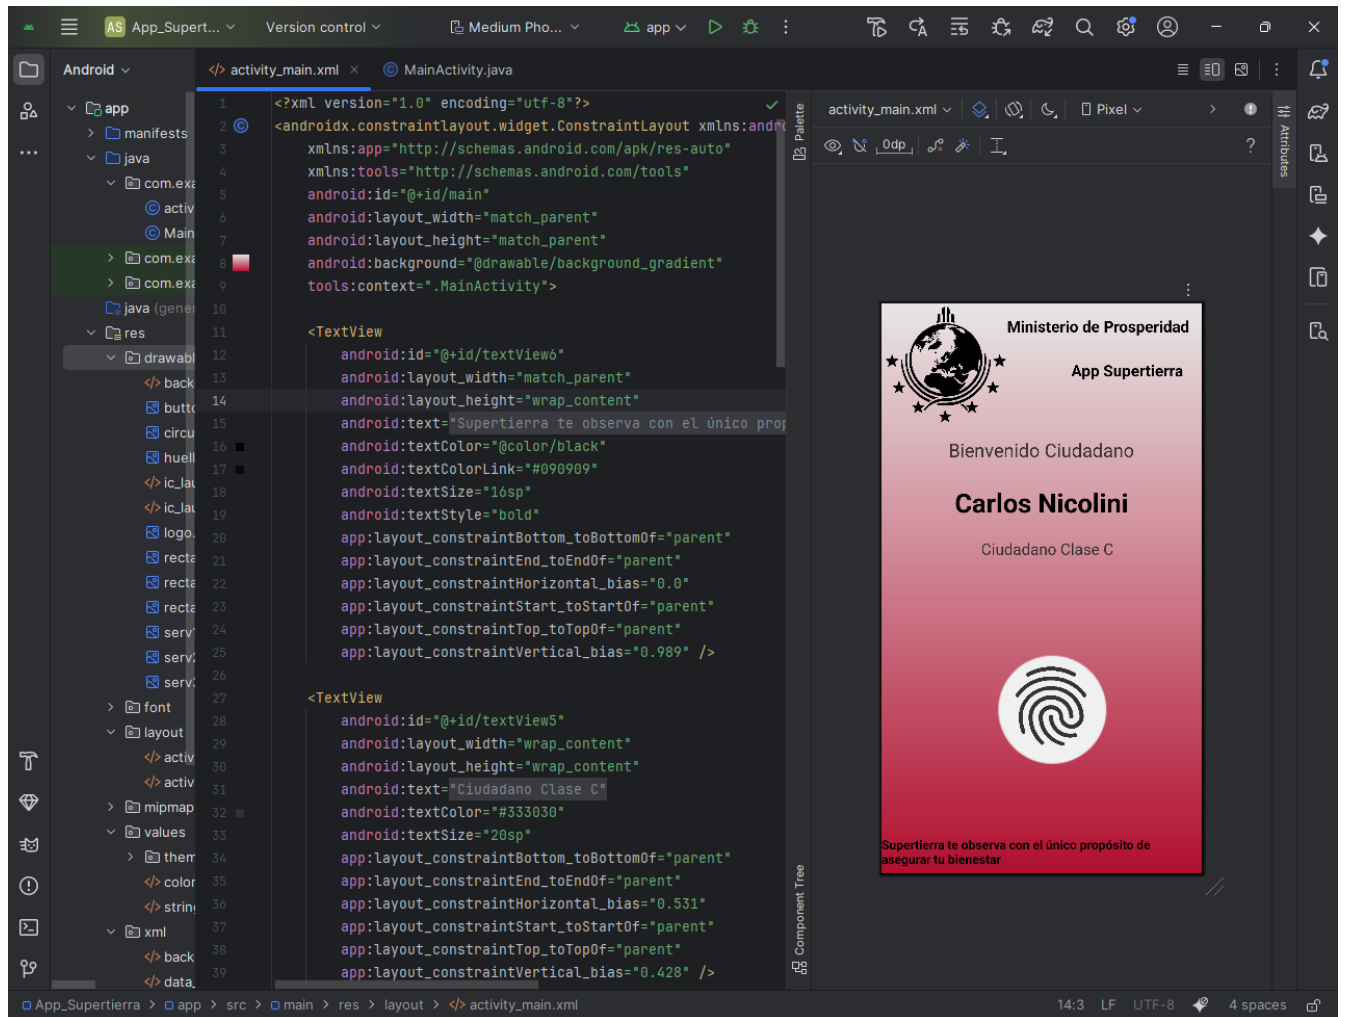 AS App_Supert... Version control Medium Pho... app
Android
activity_main.xml
MainActivity.java
app
manifests
java
com.exa
activ
Main
com.exa
com.exa
java (gener
res
drawabl
back
butto
circu
huell
ic_lau
ic_lau
logo.
recta
recta
recta
serv1
serv2
serv3
font
layout
activ
activ
mipmap
values
them
color
string
xml
back
data_
1 <?xml version="1.0" encoding="utf-8"?>
2 <androidx.constraintlayout.widget.ConstraintLayout xmlns:andro
3 xmlns:app="http://schemas.android.com/apk/res-auto"
4 xmlns:tools="http://schemas.android.com/tools"
5 android:id="@+id/main"
6 android:layout_width="match_parent"
7 android:layout_height="match_parent"
8 android:background="@drawable/background_gradient"
9 tools:context=".MainActivity">
10
11 <TextView
12 android:id="@+id/textView6"
13 android:layout_width="match_parent"
14 android:layout_height="wrap_content"
15 android:text="Supertierra te observa con el único prop
16 android:textColor="@color/black"
17 android:textColorLink="#090909"
18 android:textSize="16sp"
19 android:textStyle="bold"
20 app:layout_constraintBottom_toBottomOf="parent"
21 app:layout_constraintEnd_toEndOf="parent"
22 app:layout_constraintHorizontal_bias="0.0"
23 app:layout_constraintStart_toStartOf="parent"
24 app:layout_constraintTop_toTopOf="parent"
25 app:layout_constraintVertical_bias="0.989" />
26
27 <TextView
28 android:id="@+id/textView5"
29 android:layout_width="wrap_content"
30 android:layout_height="wrap_content"
31 android:text="Ciudadano Clase C"
32 android:textColor="#333030"
33 android:textSize="20sp"
34 app:layout_constraintBottom_toBottomOf="parent"
35 app:layout_constraintEnd_toEndOf="parent"
36 app:layout_constraintHorizontal_bias="0.531"
37 app:layout_constraintStart_toStartOf="parent"
38 app:layout_constraintTop_toTopOf="parent"
39 app:layout_constraintVertical_bias="0.428" />
Palette
Component Tree
activity_main.xml Pixel
0dp
?
Attributes
Ministerio de Prosperidad
App Supertierra
Bienvenido Ciudadano
Carlos Nicolini
Ciudadano Clase C
Supertierra te observa con el único propósito de
asegurar tu bienestar
App_Supertierra > app > src > main > res > layout > activity_main.xml 14:3 LF UTF-8 4 spaces